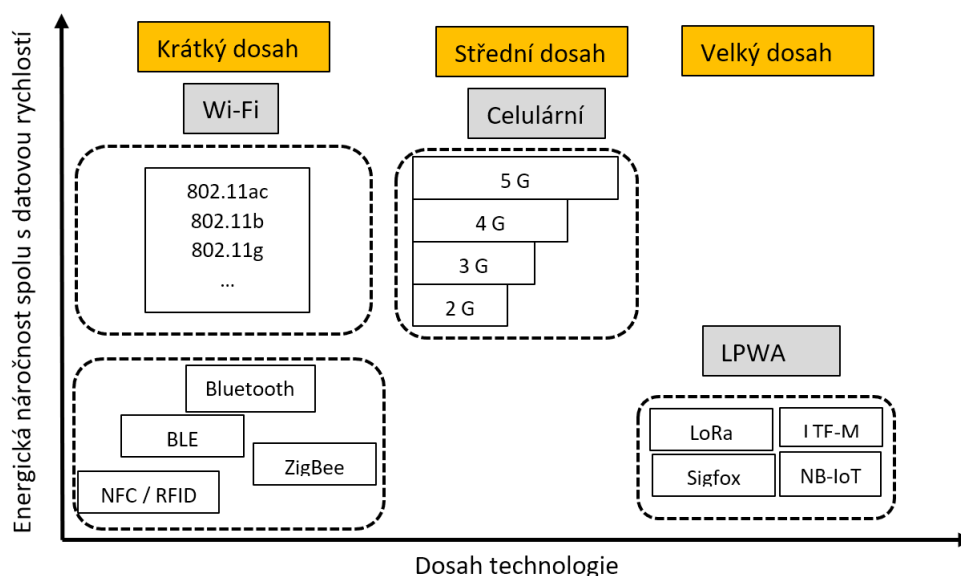 Energická náročnost spolu s datovou rychlostí
Krátký dosah
Střední dosah
Velký dosah
Wi-Fi
Celulární
802.11ac
802.11b
802.11g
...
5 G
4 G
3 G
2 G
LPWA
Bluetooth
BLE
ZigBee
NFC / RFID
LoRa
LTE-M
Sigfox
NB-IoT
Dosah technologie